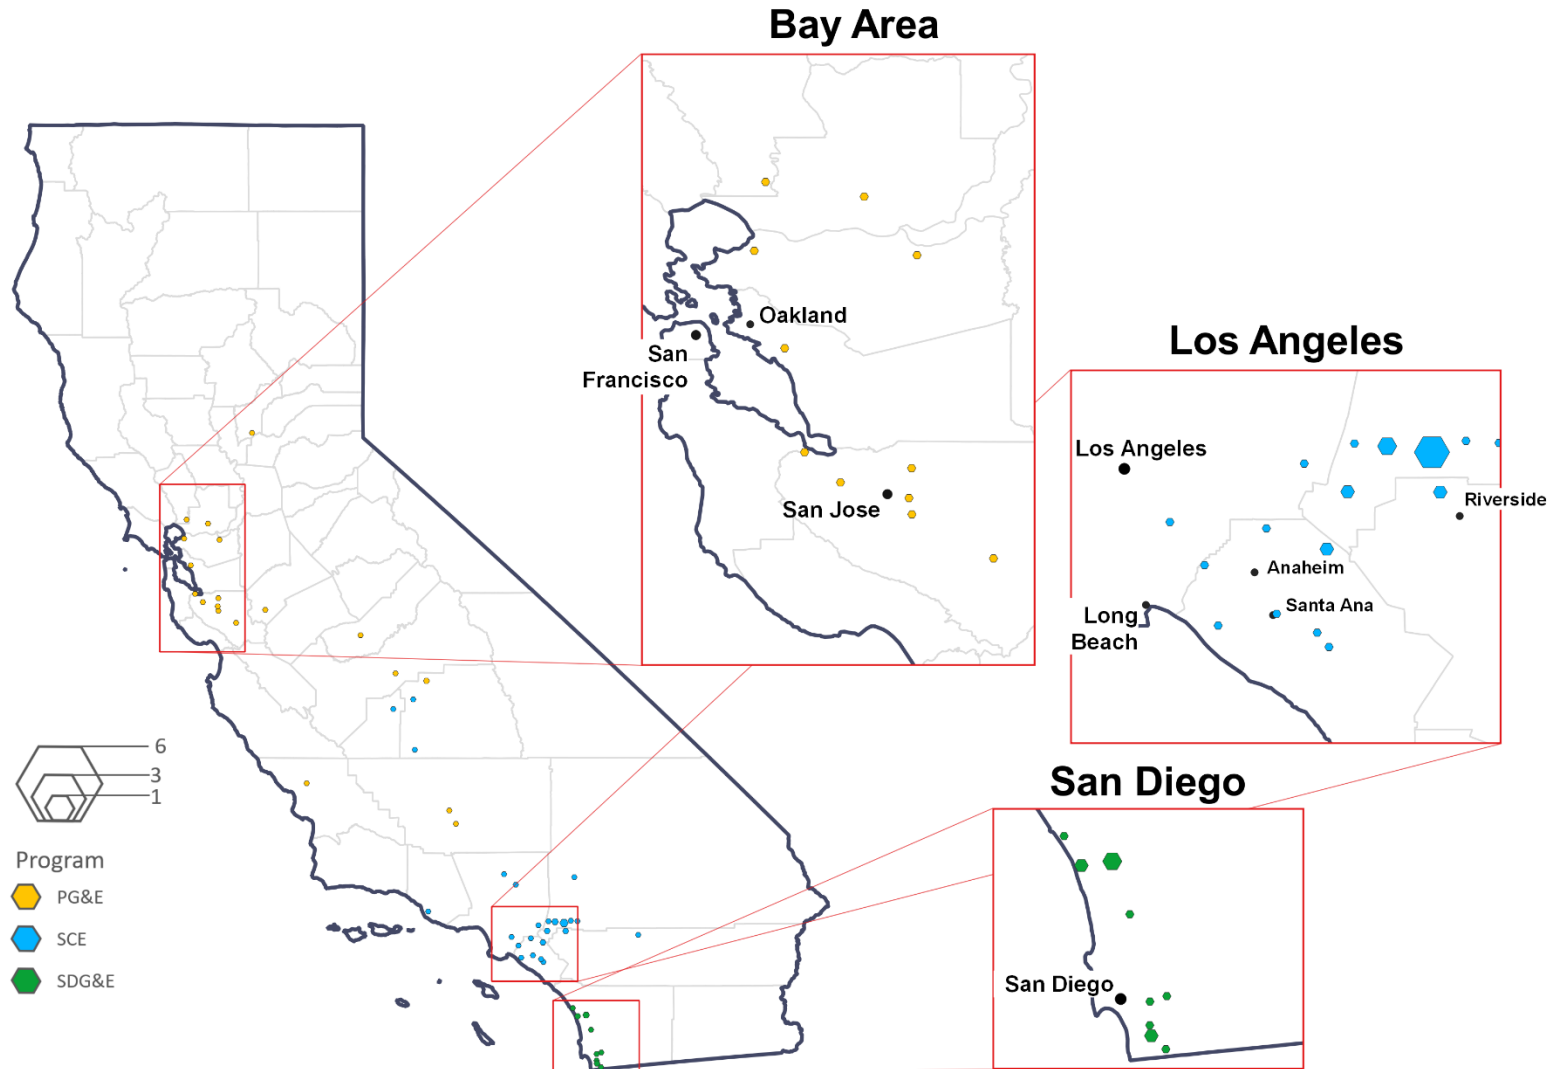 Bay Area
Oakland
San
Francisco
San Jose
Los Angeles
Los Angeles
Riverside
Anaheim
Santa Ana
Long
Beach
San Diego
San Diego
6
3
1
Program
PG&E
SCE
SDG&E